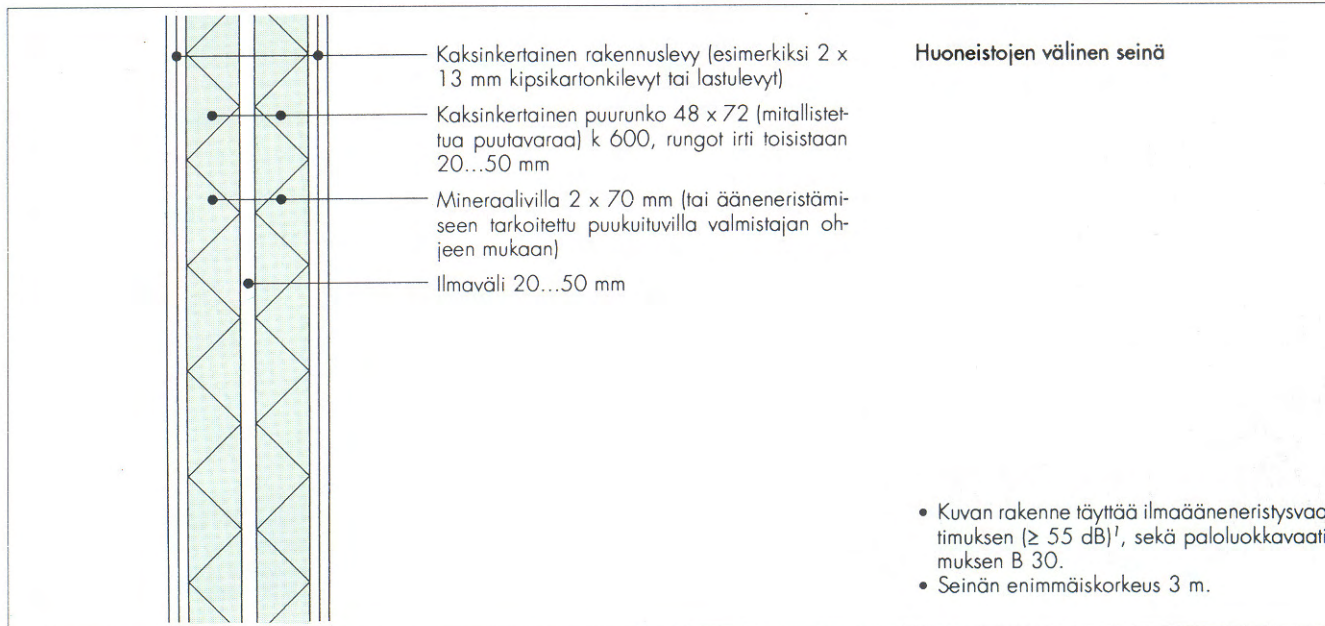 Kaksinkertainen rakennuslevy (esimerkiksi 2 x
13 mm kipsikartonkilevyt tai lastulevyt)
Kaksinkertainen puurunko 48 x 72 (mitallistet-
tua puutavaraa) k 600, rungot irti toisistaan
20...50 mm
Mineraalivilla 2 x 70 mm (tai ääneneristämi-
seen tarkoitettu puukuituvilla valmistajan oh-
jeen mukaan)
Ilmaväli 20...50 mm
Huoneistojen välinen seinä
• Kuvan rakenne täyttää ilmaääneneristysvaa
timuksen (≥ 55 dB)¹, sekä paloluokkavaati
muksen B 30.
• Seinän enimmäiskorkeus 3 m.